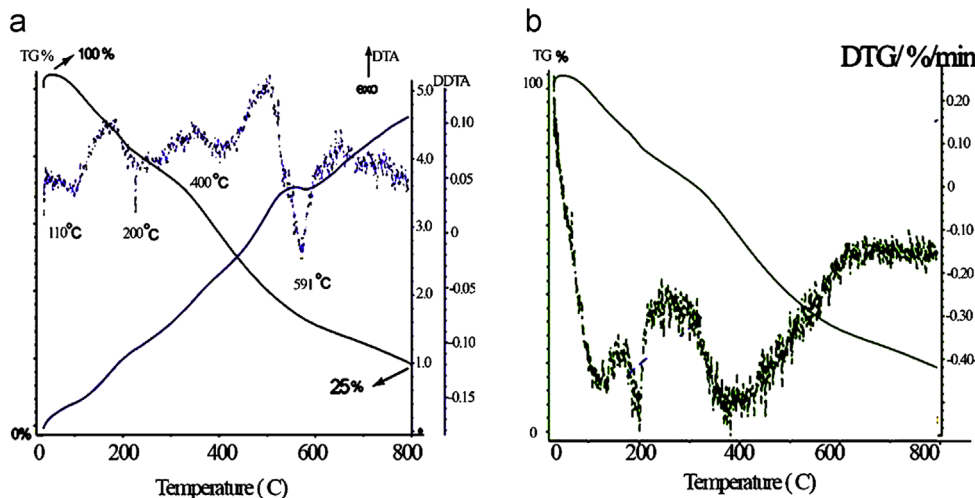 a
TG %
100 %
DTA
exo
DDTA
5.0
0.10
4.0
0.05
400°C
110°C
200°C
3.0
0
591°C
2.0
-0.05
-0.10
1.0
25 %
-0.15
0%
0 200 400 600 800
Temperature ( C)
b
TG %
DTG/ %/min
100
0.20
0.10
0
-0.10
-0.20
-0.30
-0.40
0
0 200 400 600 800
Temperature ( C)